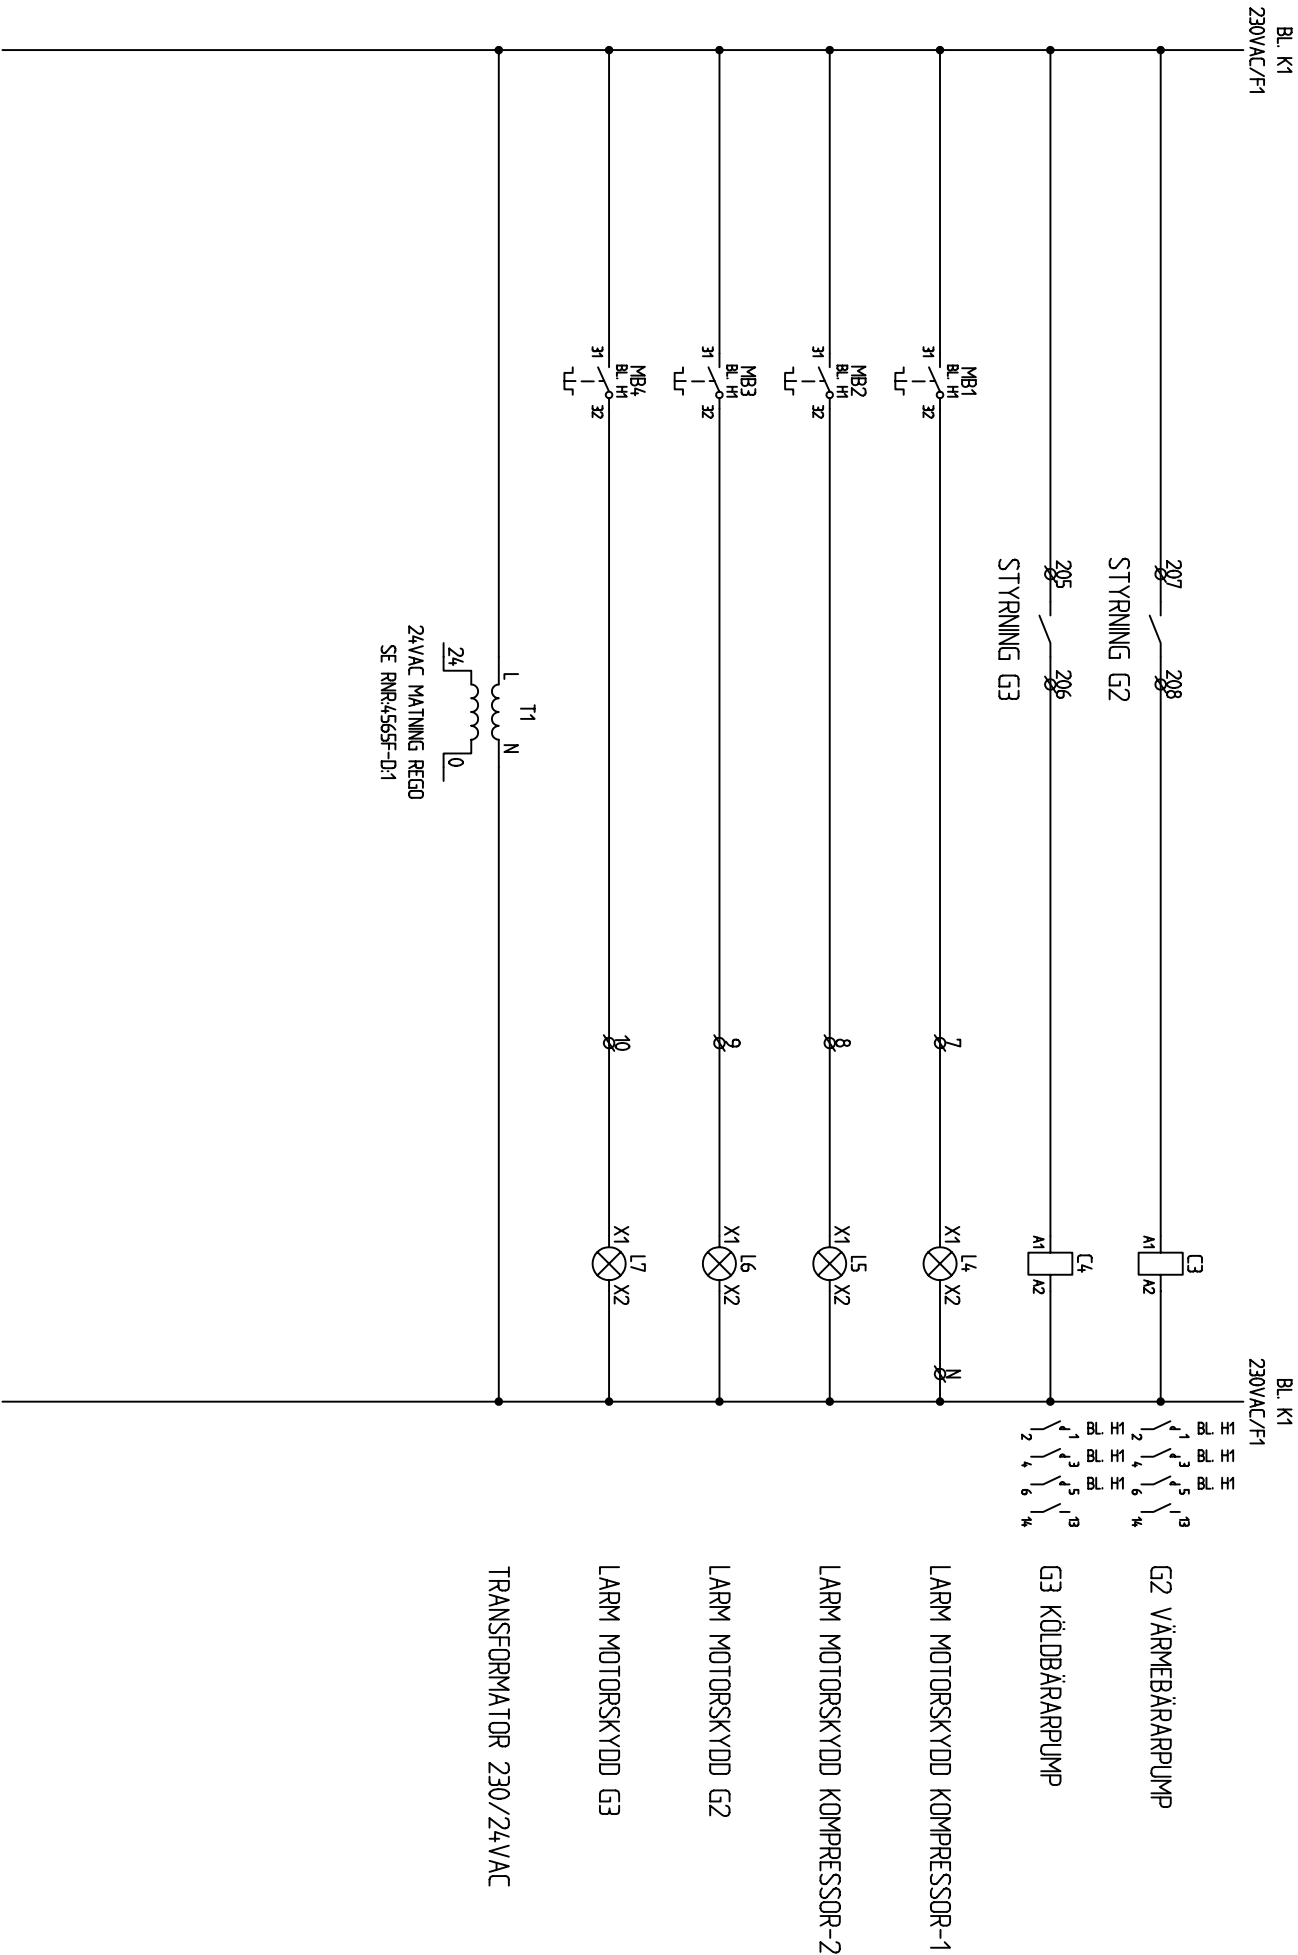 BL. K1
230VAC/F1
BL. K1
230VAC/F1
207
208
STYRNING G2
A1
C3
A2
BL. H1
BL. H1
BL. H1
1
3
5
13
2
4
6
14
G2 VÄRMEBÄRARPUMP
205
206
STYRNING G3
A1
C4
A2
BL. H1
BL. H1
BL. H1
1
3
5
13
2
4
6
14
G3 KÖLDBÄRARPUMP
MB1
BL. H1
31
32
7
X1
L4
X2
N
LARM MOTORSKYDD KOMPRESSOR-1
MB2
BL. H1
31
32
8
X1
L5
X2
LARM MOTORSKYDD KOMPRESSOR-2
MB3
BL. H1
31
32
9
X1
L6
X2
LARM MOTORSKYDD G2
MB4
BL. H1
31
32
10
X1
L7
X2
LARM MOTORSKYDD G3
T1
L
N
24
0
24VAC MATNING REGO
SE RNR:4565F-D:1
TRANSFORMATOR 230/24VAC